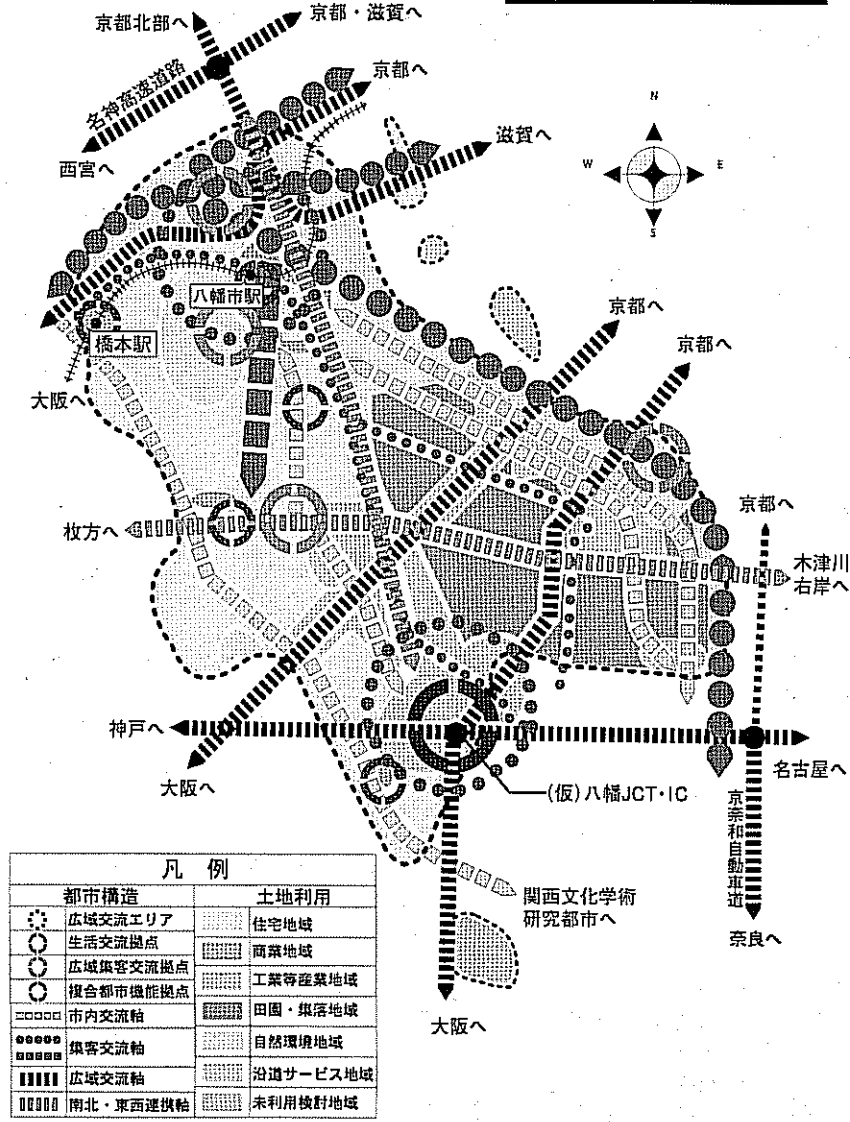 京都北部へ
京都・滋賀へ
名神高速道路
京都へ
西宮へ
滋賀へ
N
W
E
S
八幡市駅
橋本駅
京都へ
京都へ
大阪へ
枚方へ
京都へ
木津川
右岸へ
神戸へ
大阪へ
名古屋へ
(仮)八幡JCT・IC
京奈和自動車道
関西文化学術
研究都市へ
奈良へ
大阪へ
凡 例
都市構造
土地利用
広域交流エリア
住宅地域
生活交流拠点
商業地域
広域集客交流拠点
工業等産業地域
複合都市機能拠点
市内交流軸
田園・集落地域
集客交流軸
自然環境地域
広域交流軸
沿道サービス地域
南北・東西連携軸
未利用検討地域